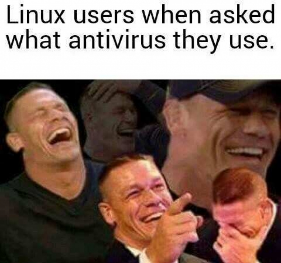 Linux users when asked
what antivirus they use.